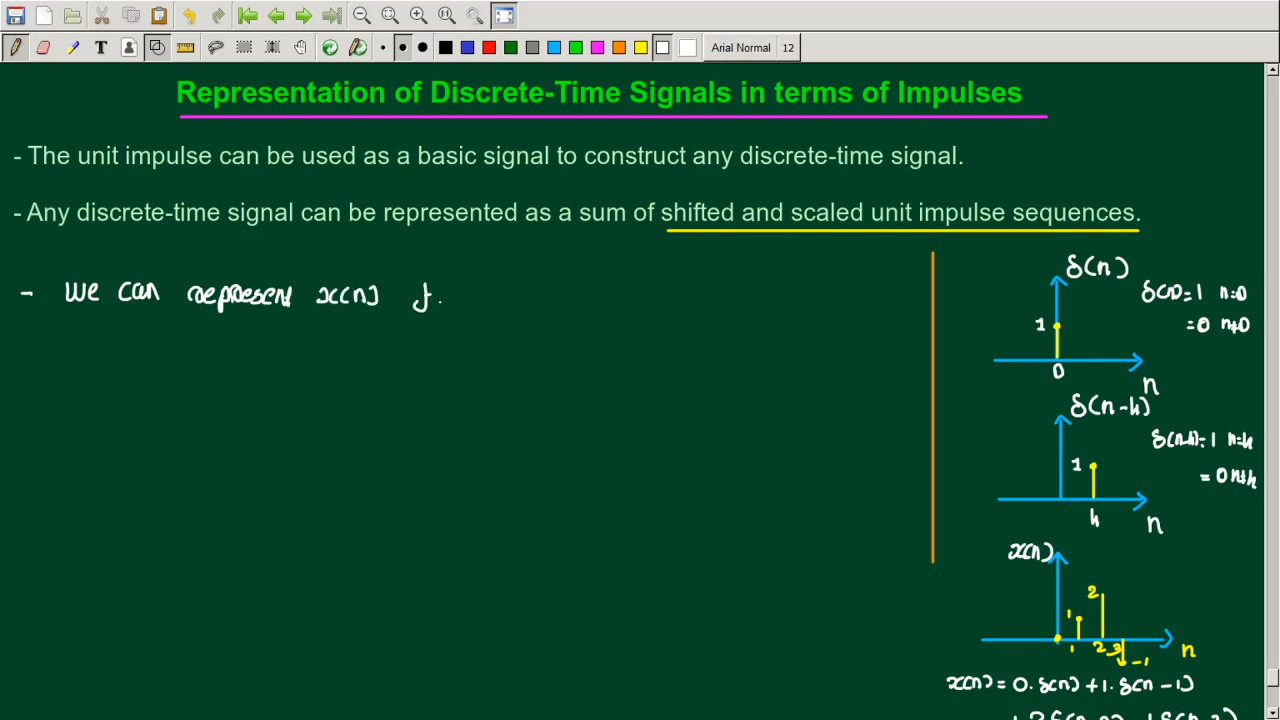 Arial Normal 12
Representation of Discrete-Time Signals in terms of Impulses
- The unit impulse can be used as a basic signal to construct any discrete-time signal.
- Any discrete-time signal can be represented as a sum of shifted and scaled unit impulse sequences.
- We can represent x(n)
δ(n)
δ(n)=1 n=0
=0 n≠0
1
0
n
δ(n-k)
δ(n-k)=1 n=k
=0 n≠k
1
k
n
x(n)
2
1
1 2 3 -1 n
x(n) = 0.δ(n) + 1.δ(n-1)